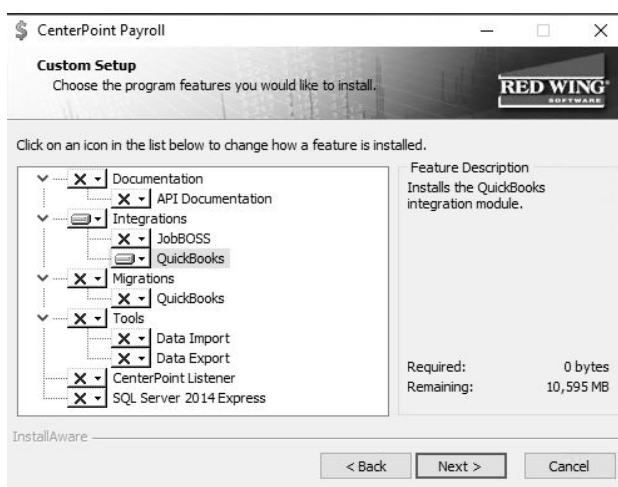 CenterPoint Payroll
Custom Setup
Choose the program features you would like to install.
RED WING
SOFTWARE
Click on an icon in the list below to change how a feature is installed.
Documentation
API Documentation
Integrations
JobBOSS
QuickBooks
Migrations
QuickBooks
Tools
Data Import
Data Export
CenterPoint Listener
SQL Server 2014 Express
Feature Description
Installs the QuickBooks
integration module.
Required: 0 bytes
Remaining: 10,595 MB
InstallAware
< Back Next > Cancel